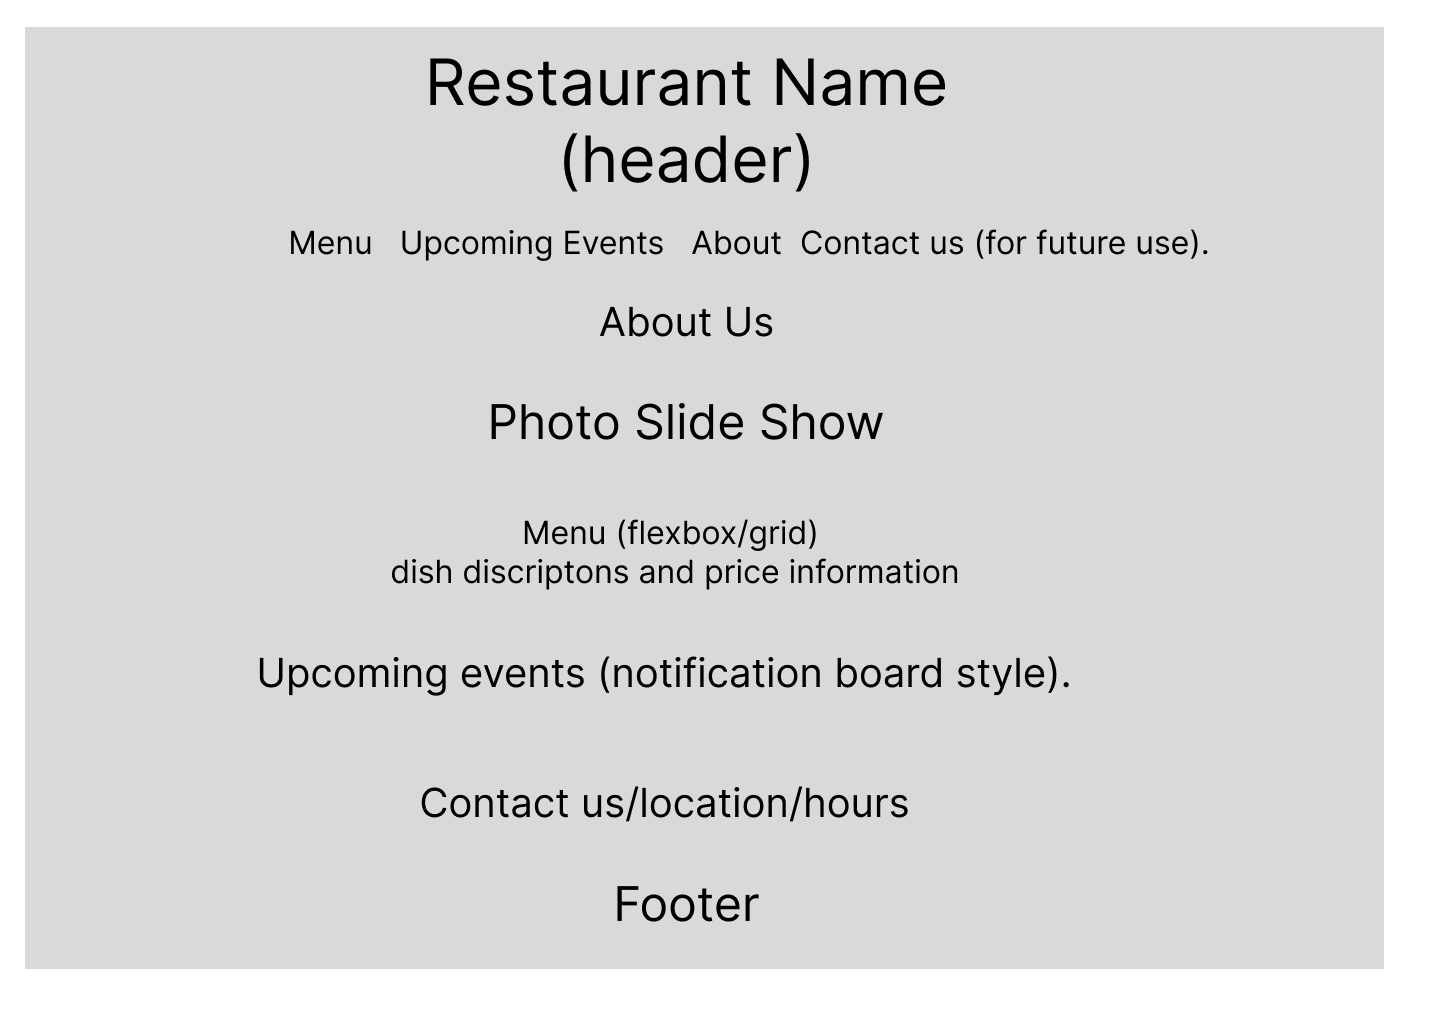 Restaurant Name
(header)
Menu Upcoming Events About Contact us (for future use).
About Us
Photo Slide Show
Menu (flexbox/grid)
dish discriptons and price information
Upcoming events (notification board style).
Contact us/location/hours
Footer